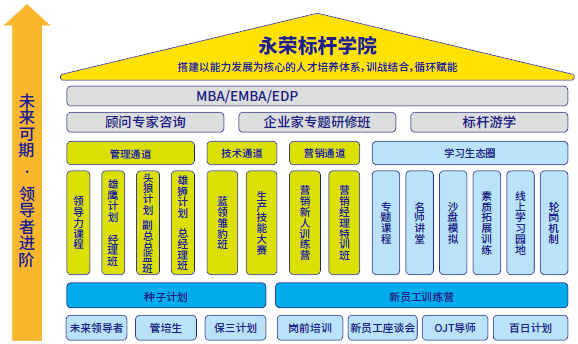 永荣标杆学院
搭建以能力发展为核心的人才培养体系，训战结合，循环赋能
未来可期·领导者进阶
MBA/EMBA/EDP
顾问专家咨询
企业家专题研修班
标杆游学
管理通道
技术通道
营销通道
学习生态圈
领导力课程
雄鹰计划 经理班
头狼计划 副总总监班
雄狮计划 总经理班
蓝领雏豹班
生产技能大赛
营销新人训练营
营销经理特训班
专题课程
名师讲堂
沙盘模拟
素质拓展训练
线上学习园地
轮岗机制
种子计划
新员工训练营
未来领导者
管培生
保三计划
岗前培训
新员工座谈会
OJT导师
百日计划